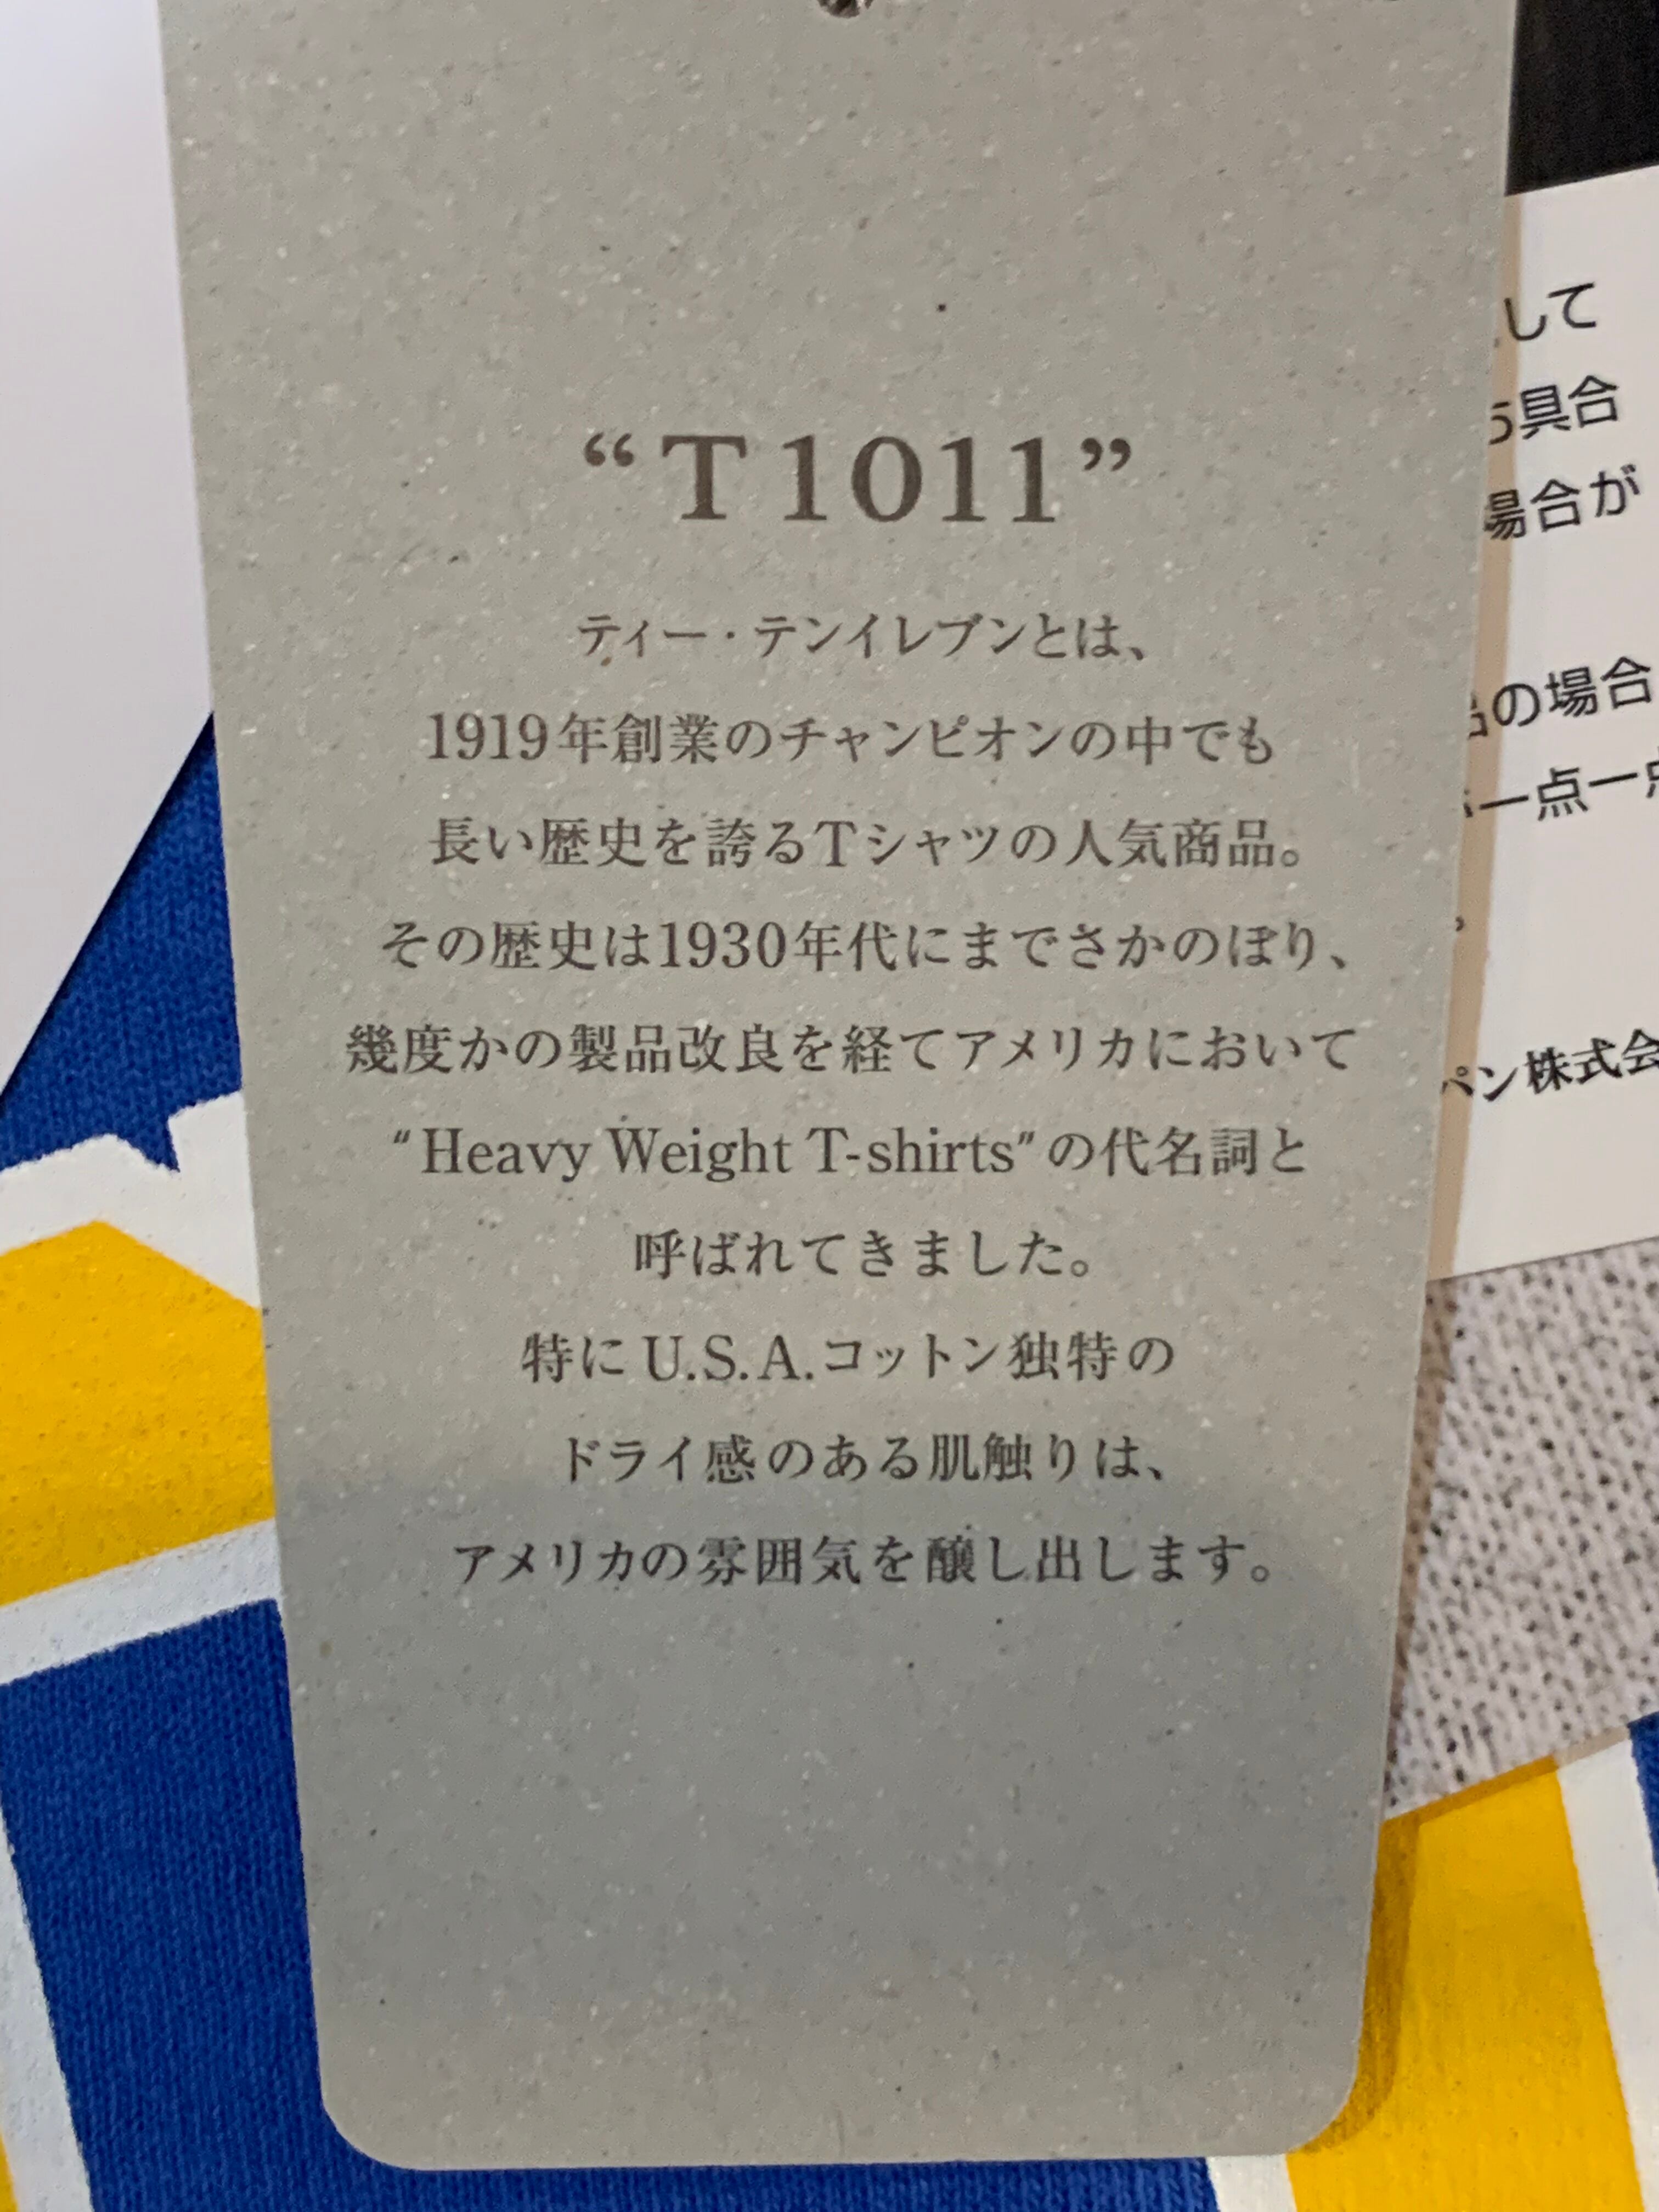 “T1011”
ティー・テンイレブンとは、
1919年創業のチャンピオンの中でも
長い歴史を誇るTシャツの人気商品。
その歴史は1930年代にまでさかのぼり、
幾度かの製品改良を経てアメリカにおいて
“Heavy Weight T-shirts”の代名詞と
呼ばれてきました。
特にU.S.A.コットン独特の
ドライ感のある肌触りは、
アメリカの雰囲気を醸し出します。
して
具合
場合が
の場合
一点一
パン株式会